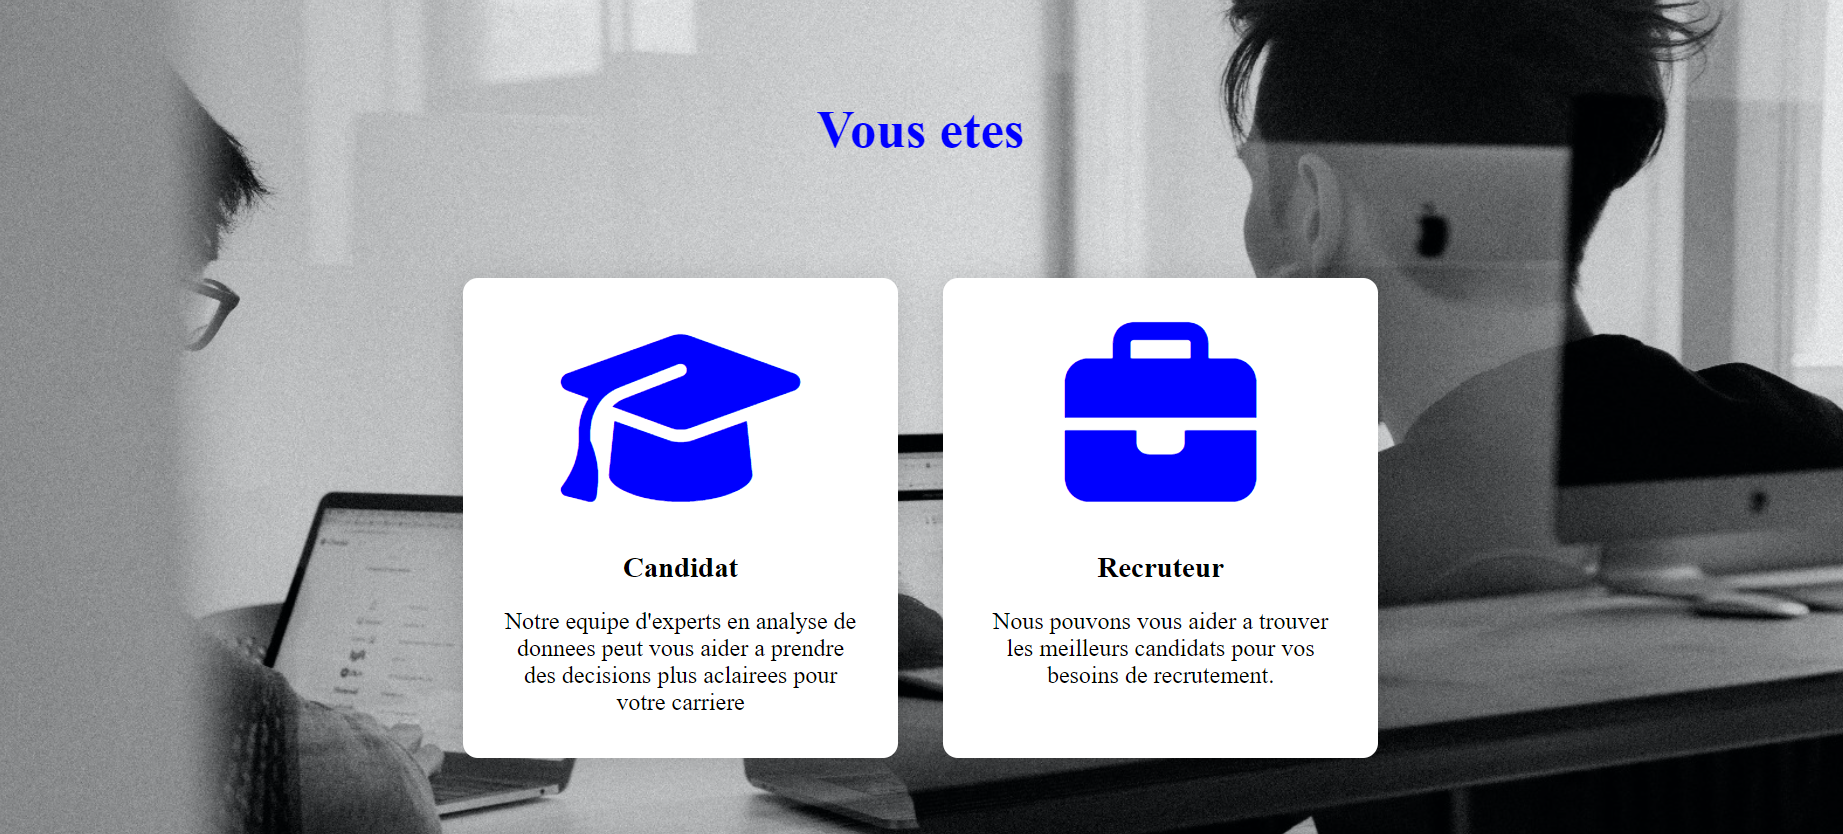 Vous etes
Candidat
Notre equipe d'experts en analyse de
donnees peut vous aider a prendre
des decisions plus aclairees pour
votre carriere
Recruteur
Nous pouvons vous aider a trouver
les meilleurs candidats pour vos
besoins de recrutement.